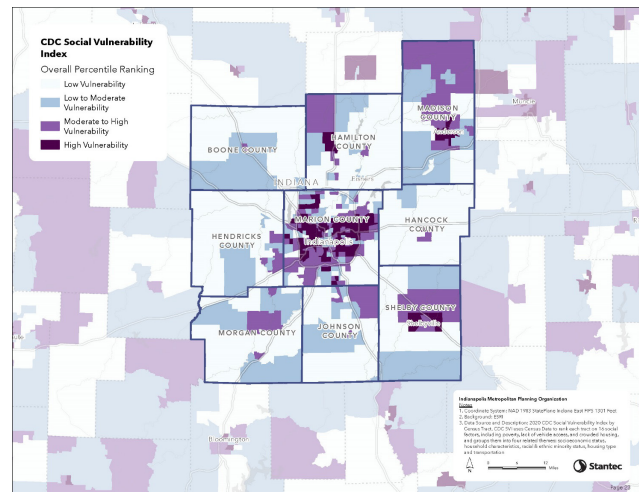 CDC Social Vulnerability
Index
Overall Percentile Ranking
Low Vulnerability
Low to Moderate
Vulnerability
Moderate to High
Vulnerability
High Vulnerability
MADISON
COUNTY
Muncie
Anderson
HAMILTON
COUNTY
BOONE COUNTY
INDIANA
Fishers
MARION COUNTY
Indianapolis
HANCOCK
COUNTY
HENDRICKS
COUNTY
SHELBY COUNTY
Shelbyville
MORGAN COUNTY
JOHNSON
COUNTY
Bloomington
Indianapolis Metropolitan Planning Organization
Notes
1. Coordinate System: NAD 1983 StatePlane Indiana East FIPS 1301 Feet
2. Background: ESRI
3. Data Source and Description: 2020 CDC Social Vulnerability Index by
Census Tract. CDC SVI uses Census Data to rank each tract on 16 social
factors, including poverty, lack of vehicle access, and crowded housing,
and groups them into four related themes: socioeconomic status,
household characteristics, racial & ethnic minority status, housing type
and transportation
N
Miles
Stantec